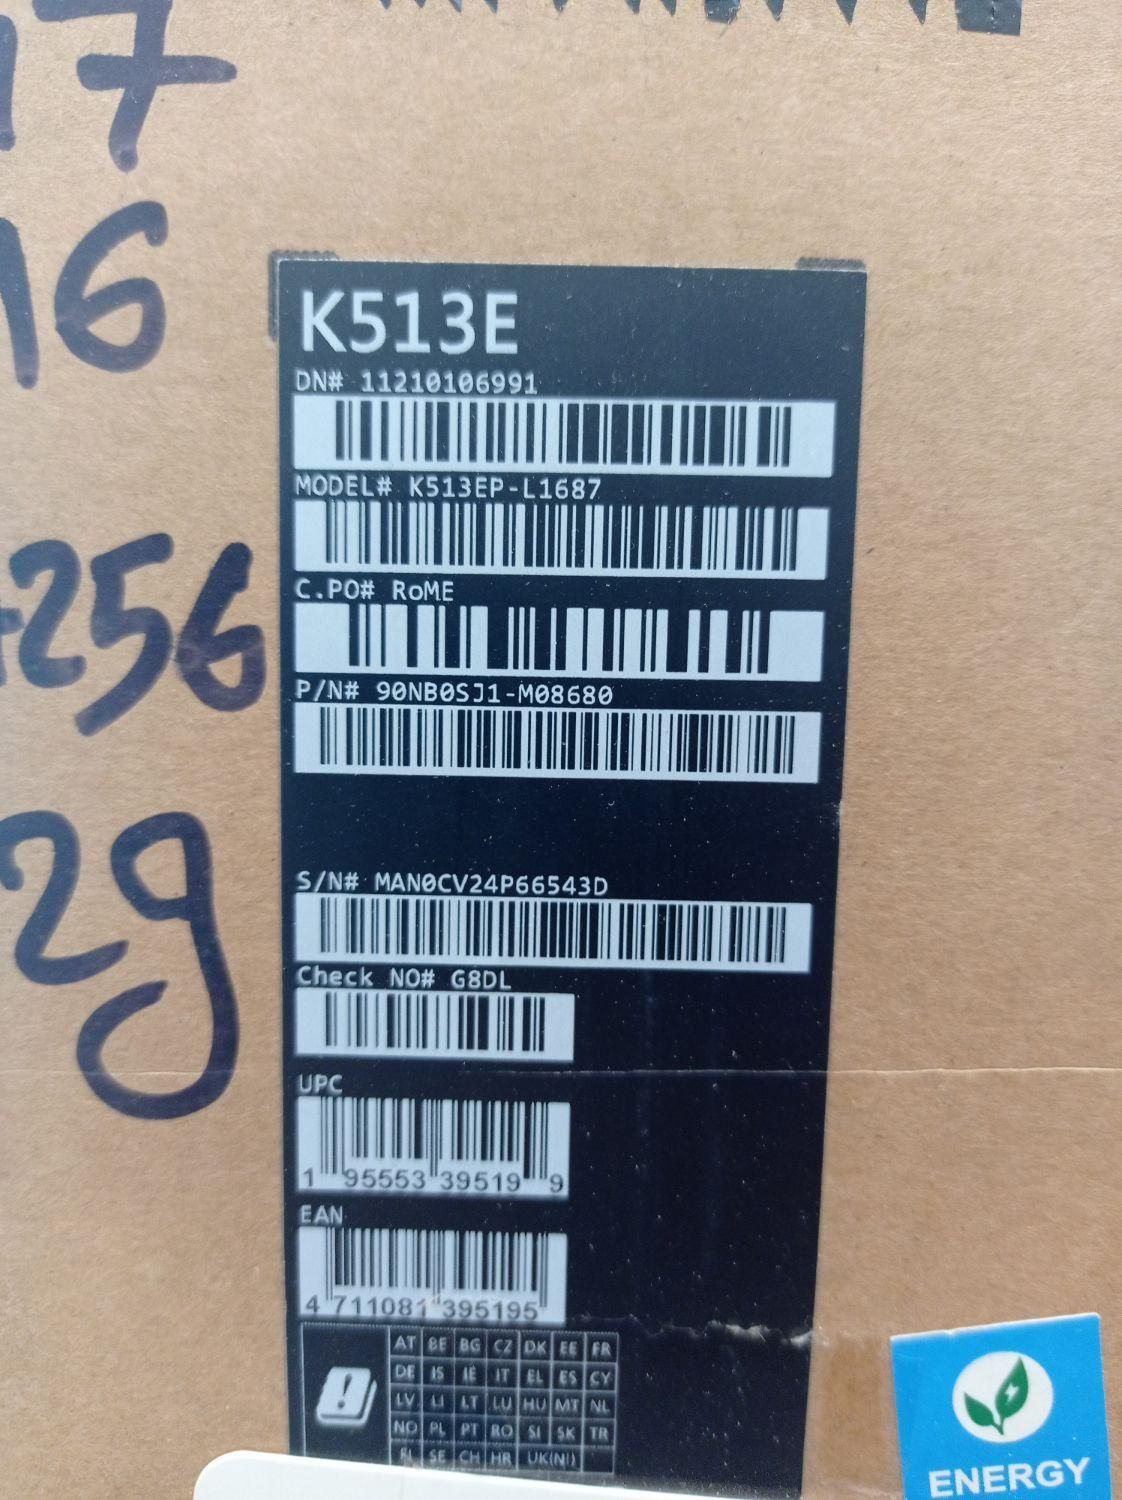 17
16
+256
2g
K513E
DN# 11210106991
MODEL# K513EP-L1687
C.PO# RoME
P/N# 90NB0SJ1-M08680
S/N# MAN0CV24P66543D
Check NO# G8DL
UPC
1 95553 39519 9
EAN
4 711081 395195
AT BE BG CZ DK EE FR
DE IS IE IT EL ES CY
LV LI LT LU HU MT NL
NO PL PT RO SI SK TR
FI SE CH HR UK(NI)
ENERGY